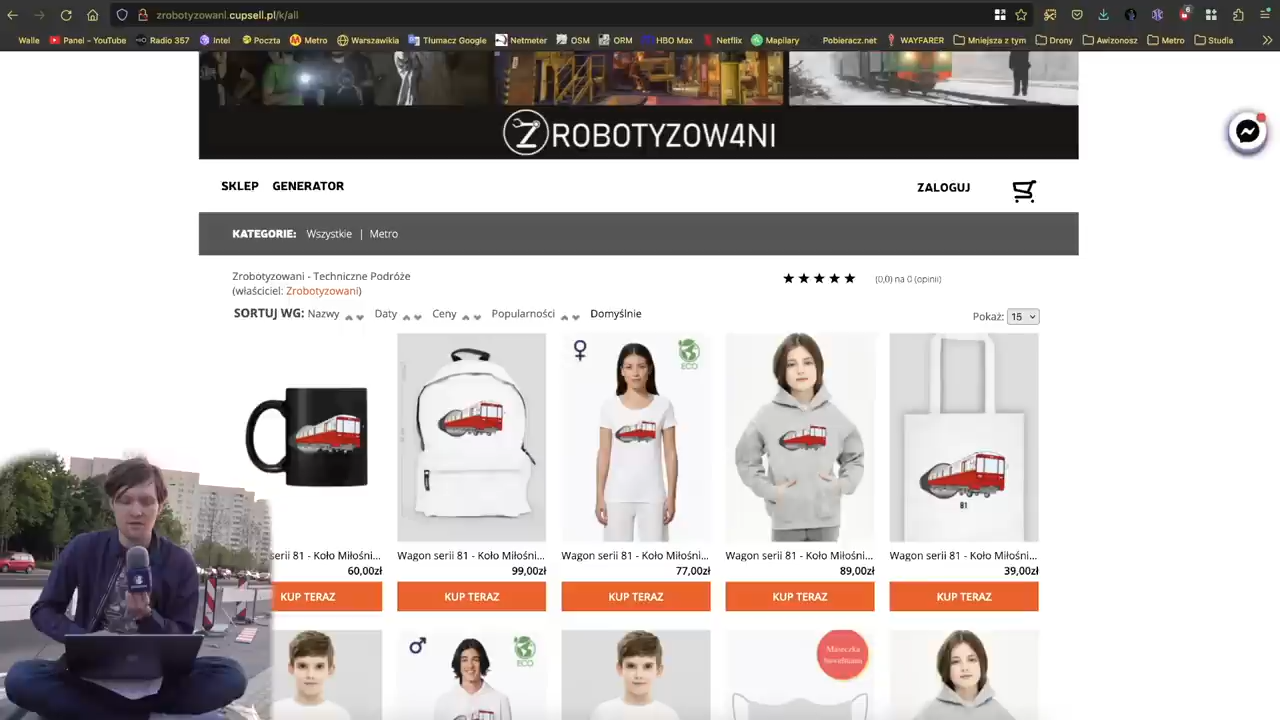 zrobotyzowani.cupsell.pl/k/all
6
Walle
Panel – YouTube
Radio 357
Intel
Poczta
Metro
Warszawikia
Tłumacz Google
Netmeter
OSM
ORM
HBO Max
Netflix
Mapilary
Pobieracz.net
WAYFARER
Mniejsza z tym
Drony
Awizonosz
Metro
Studia
ZROBOTYZOW4NI
SKLEP GENERATOR ZALOGUJ
KATEGORIE: Wszystkie | Metro
Zrobotyzowani - Techniczne Podróże
(właściciel: Zrobotyzowani)
(0,0) na 0 (opinii)
SORTUJ WG: Nazwy Daty Ceny Popularności Domyślnie
Pokaż: 15
ECO
81
serii 81 - Koło Miłośni...
60,00zł
KUP TERAZ
Wagon serii 81 - Koło Miłośni...
99,00zł
KUP TERAZ
Wagon serii 81 - Koło Miłośni...
77,00zł
KUP TERAZ
Wagon serii 81 - Koło Miłośni...
89,00zł
KUP TERAZ
Wagon serii 81 - Koło Miłośni...
39,00zł
KUP TERAZ
ECO
Maseczka
bawełniana